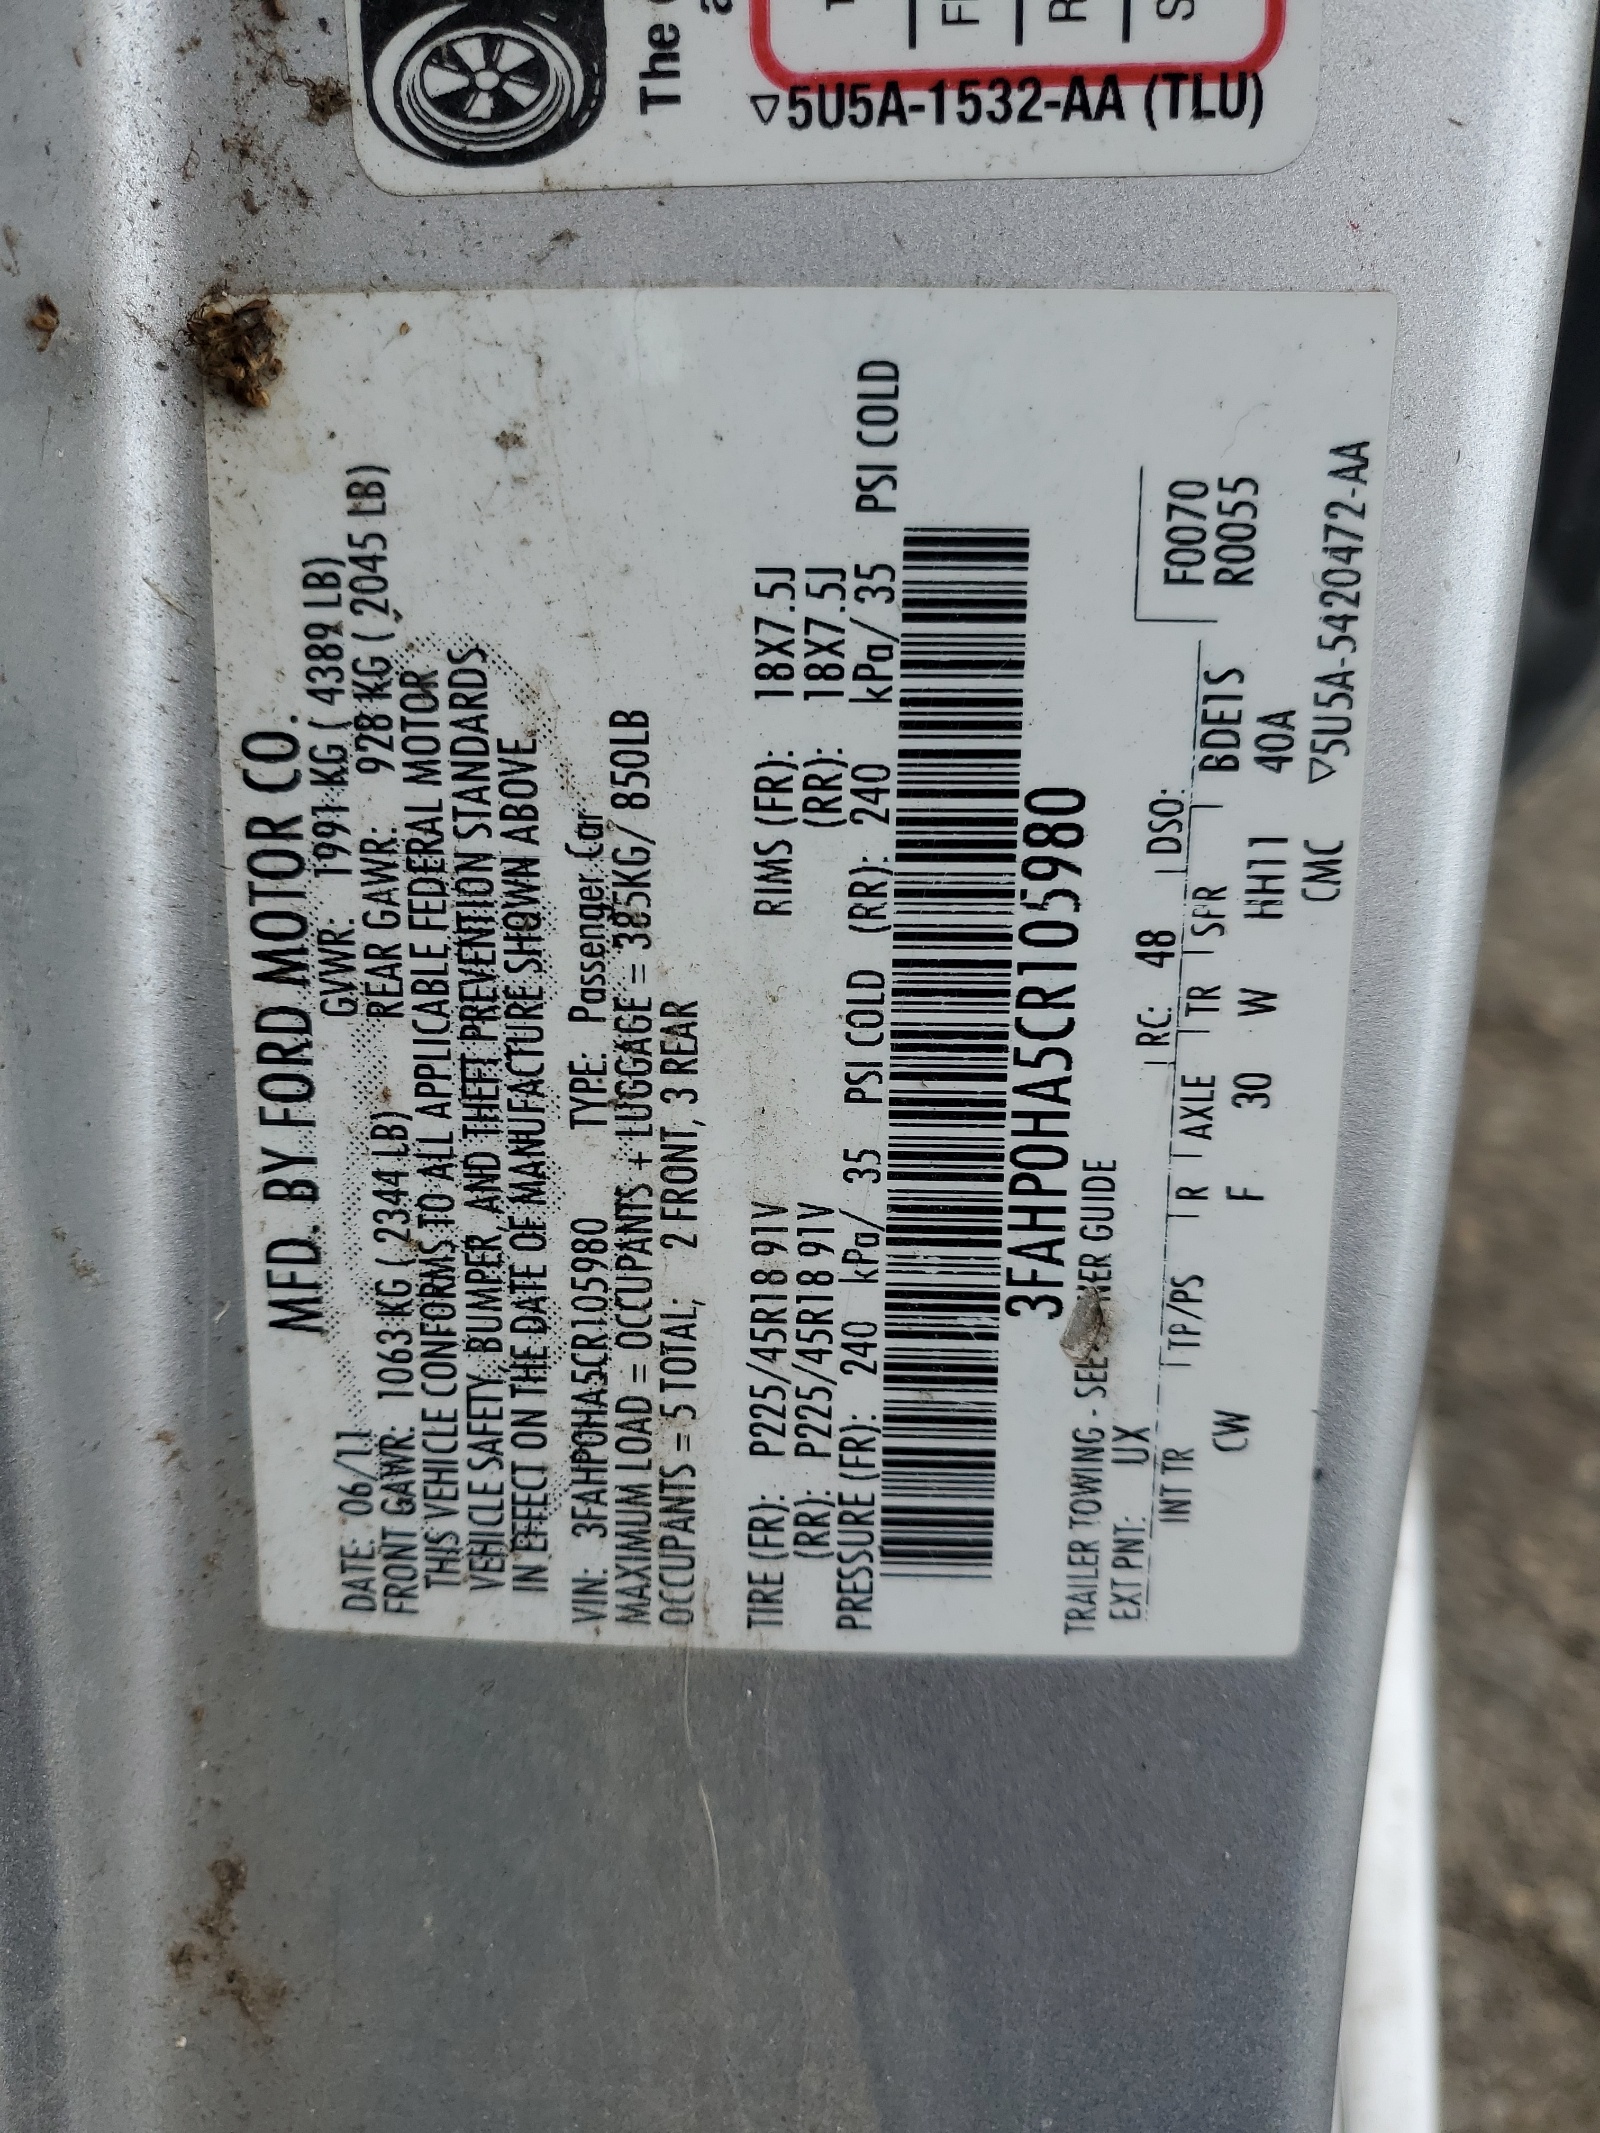 MFD. BY FORD MOTOR CO.
DATE: 06/11 GVWR: 1991 KG ( 4389 LB)
FRONT GAWR: 1063 KG ( 2344 LB) REAR GAWR: 928 KG ( 2045 LB)
THIS VEHICLE CONFORMS TO ALL APPLICABLE FEDERAL MOTOR
VEHICLE SAFETY, BUMPER, AND THEFT PREVENTION STANDARDS
IN EFFECT ON THE DATE OF MANUFACTURE SHOWN ABOVE.
VIN: 3FAHP0HA5CR105980 TYPE: Passenger Car
MAXIMUM LOAD = OCCUPANTS + LUGGAGE = 385KG/ 850LB
OCCUPANTS = 5 TOTAL; 2 FRONT, 3 REAR
TIRE (FR): P225/45R18 91V RIMS (FR): 18X7.5J
(RR): P225/45R18 91V (RR): 18X7.5J
PRESSURE (FR): 240 kPa/ 35 PSI COLD (RR): 240 kPa/ 35 PSI COLD
3FAHP0HA5CR105980
TRAILER TOWING - SEE OWNER GUIDE
EXT PNT: UX RC: 48 DSO: F0070
INT TR TP/PS R AXLE TR SPR BDE1S R0055
CW F 30 W HH11 40A
CMC ▽5U5A-5420472-AA
The
▽5U5A-1532-AA (TLU)